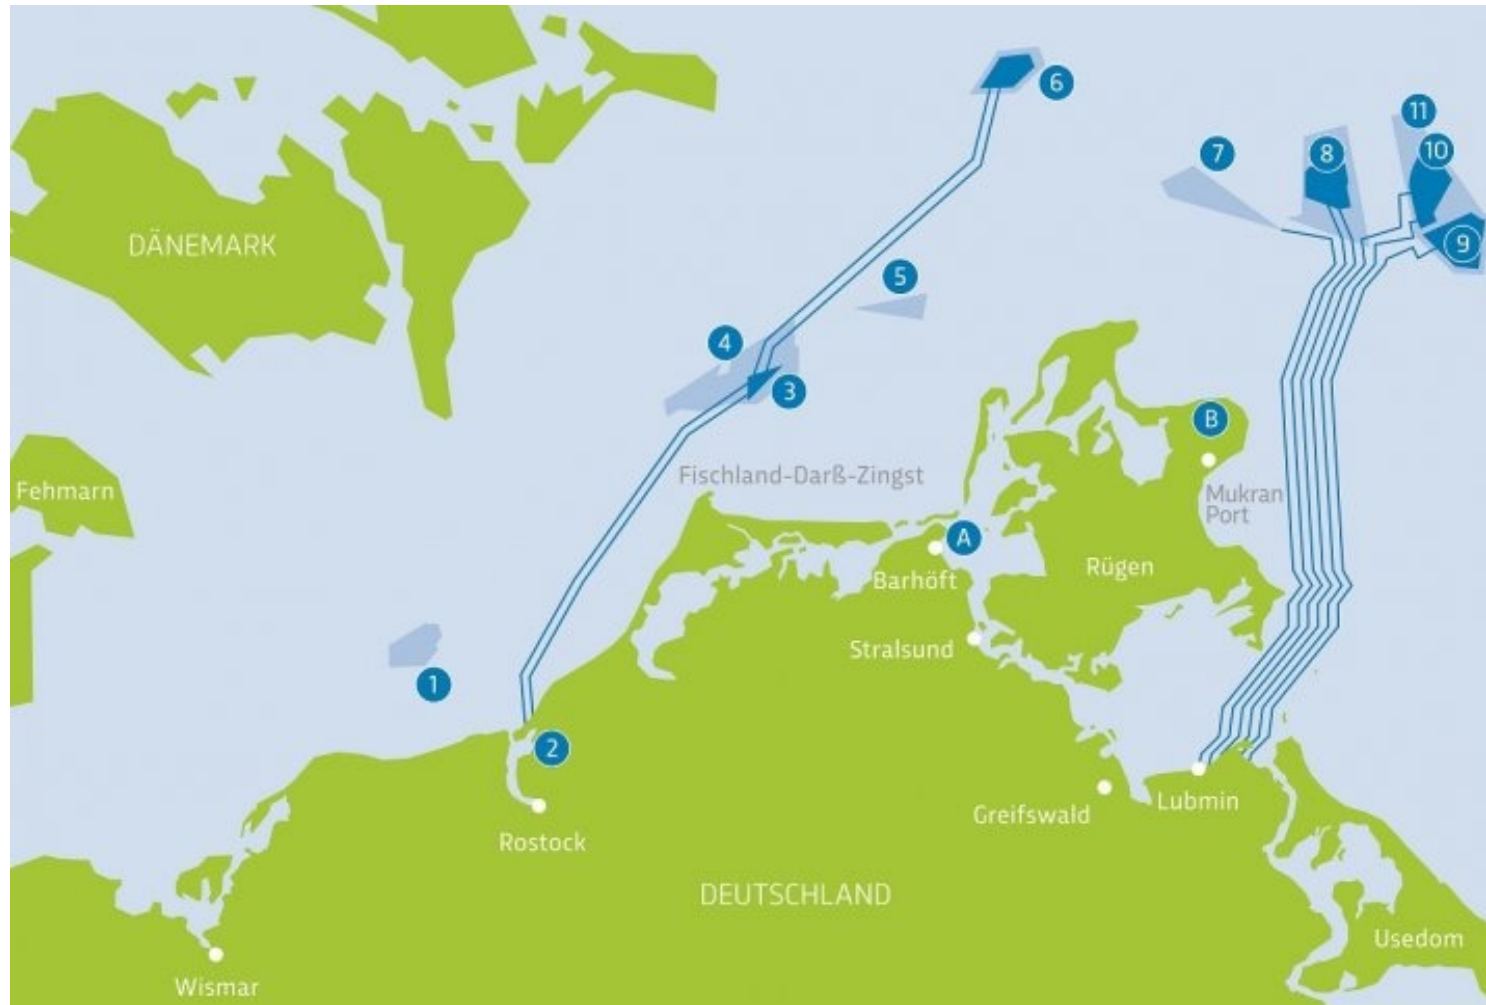 6
11
10
7
8
9
DÄNEMARK
5
4
3
B
Fischland-Darß-Zingst
Fehmarn
Mukran
Port
A
Barhöft
Rügen
Stralsund
1
2
Rostock
Greifswald
Lubmin
DEUTSCHLAND
Usedom
Wismar